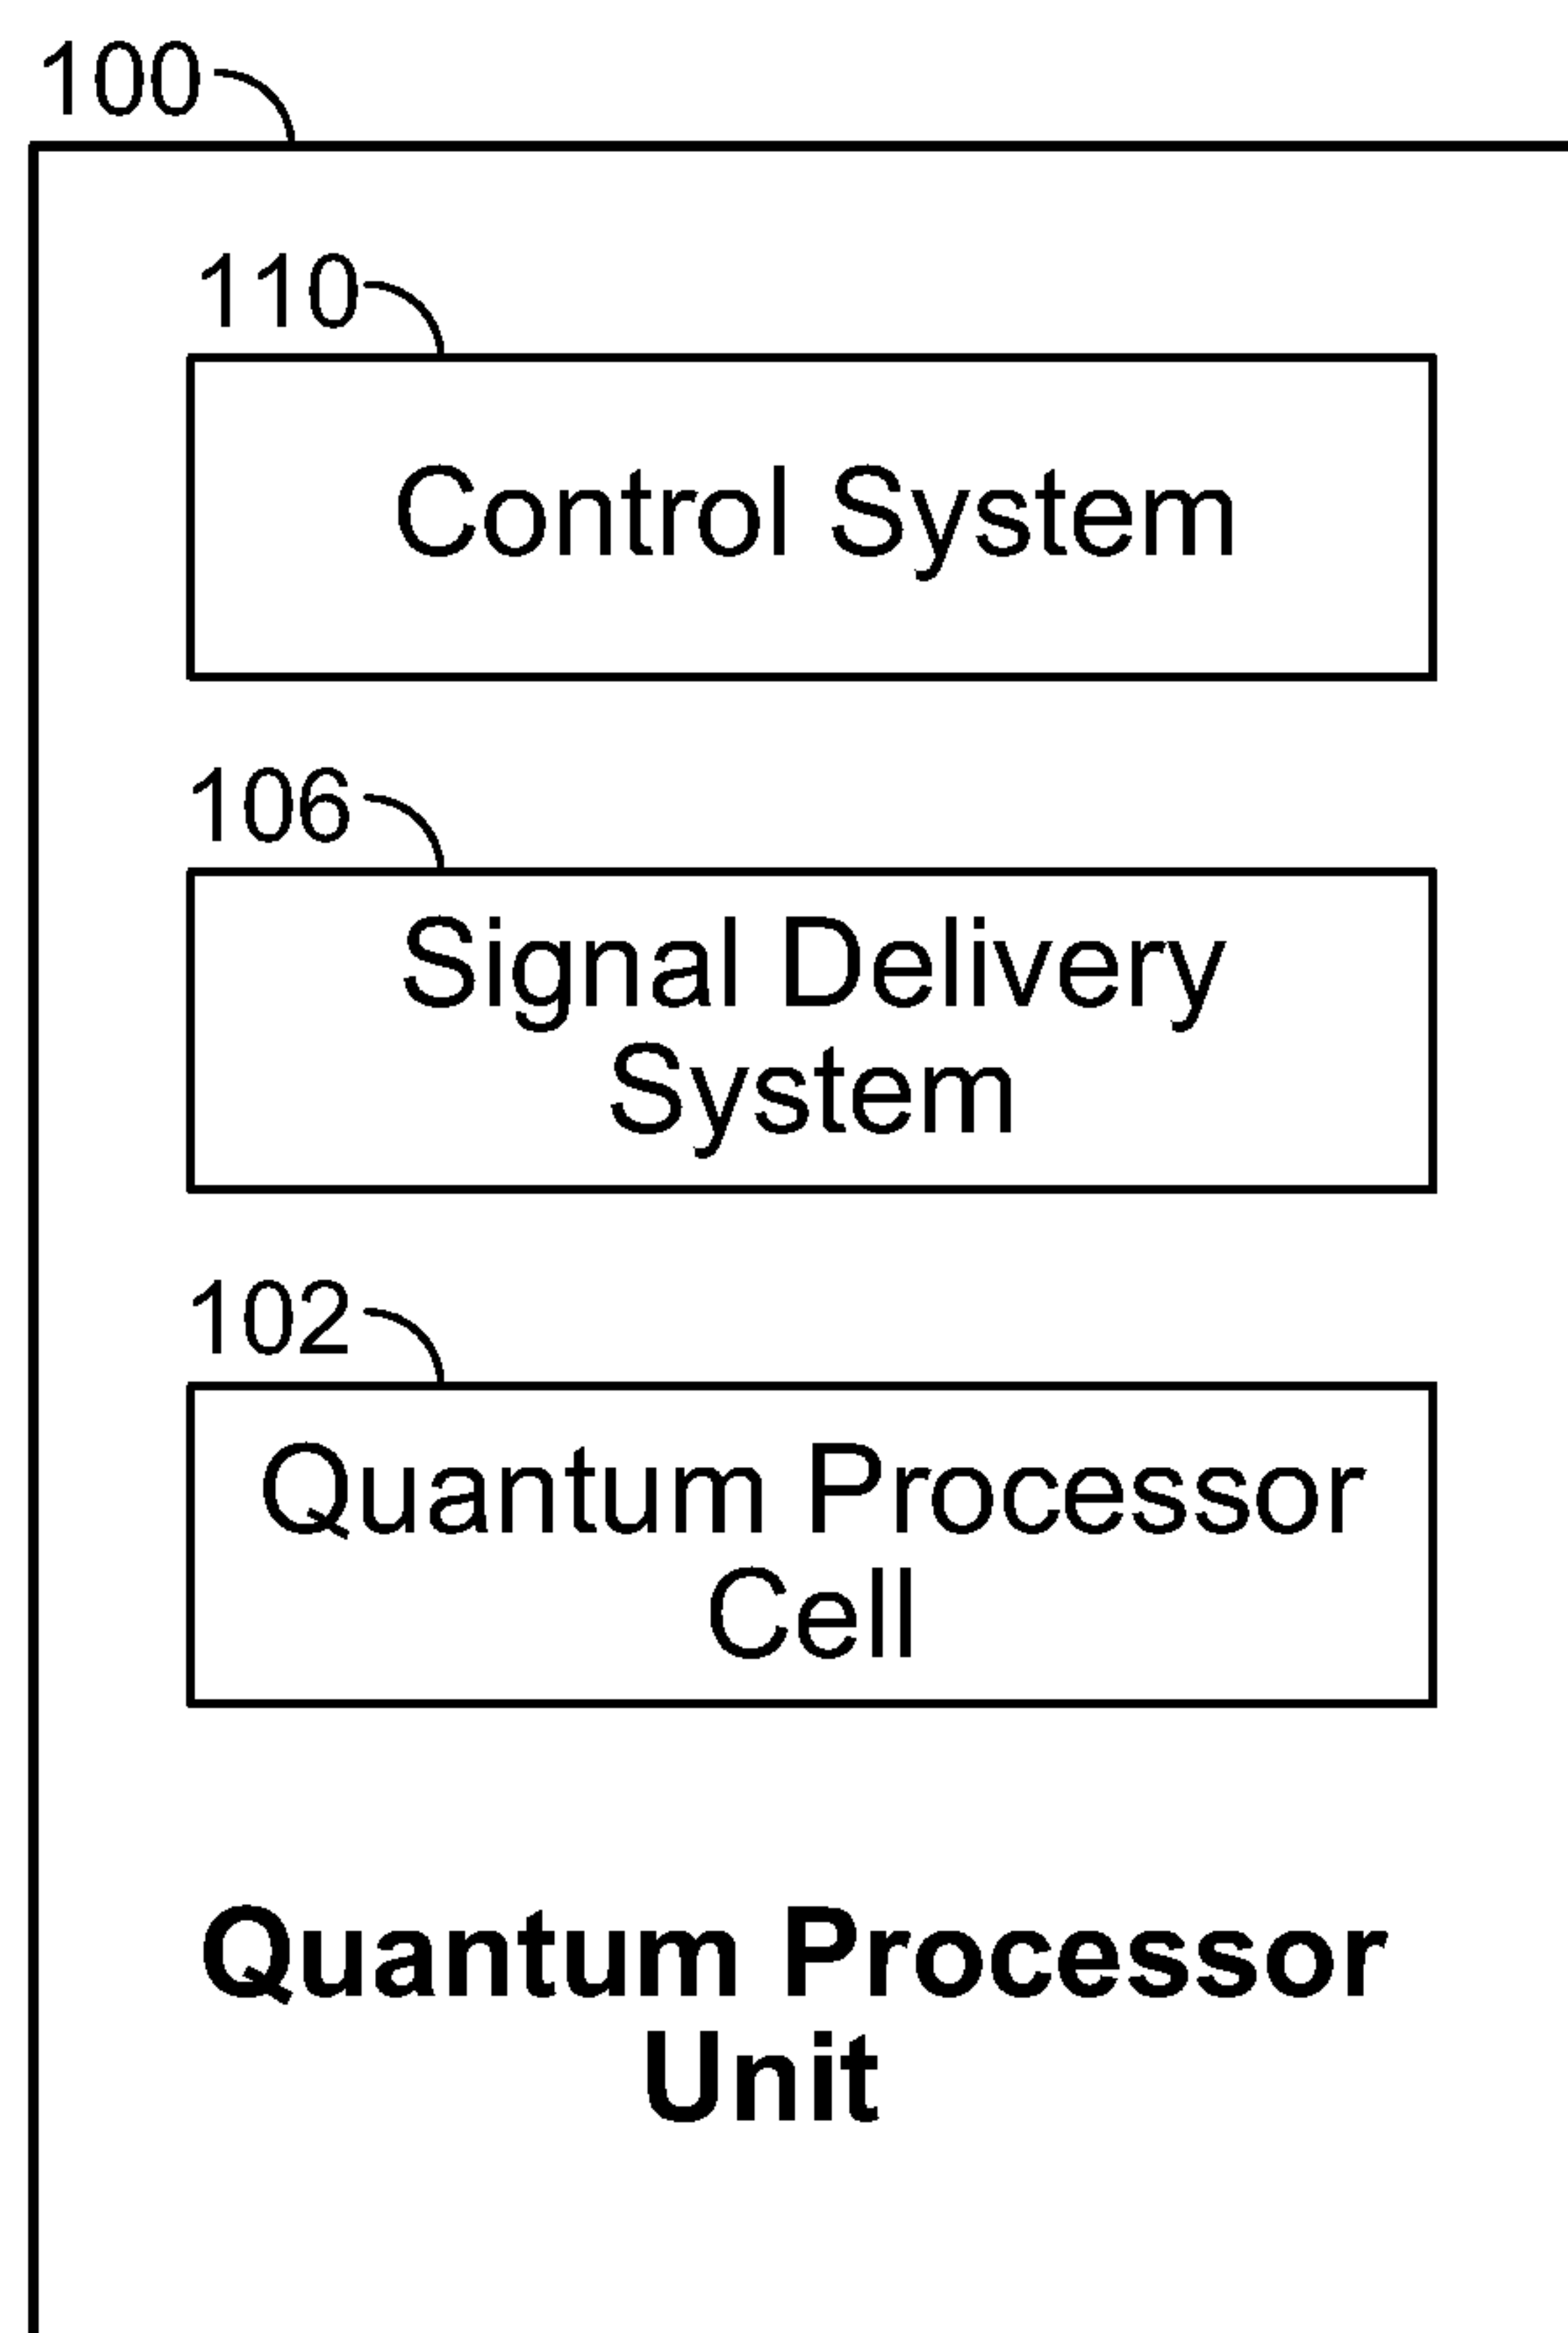 100
110
Control System
106
Signal Delivery
System
102
Quantum Processor
Cell
Quantum Processor
Unit